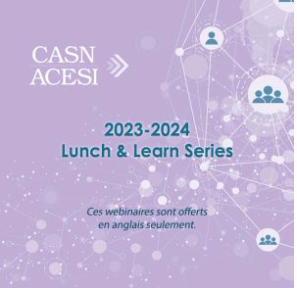 CASN
ACESI
2023-2024
Lunch & Learn Series
Ces webinaires sont offerts
en anglais seulement.